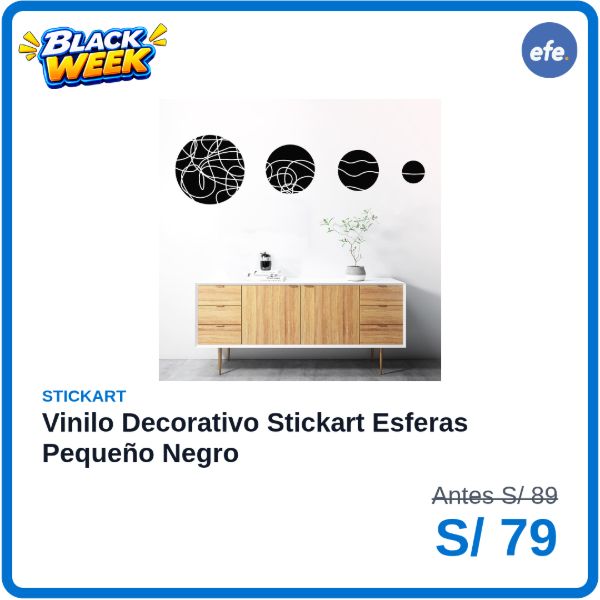 BLACK
WEEK
efe.
STICKART
Vinilo Decorativo Stickart Esferas
Pequeño Negro
Antes S/ 89
S/ 79